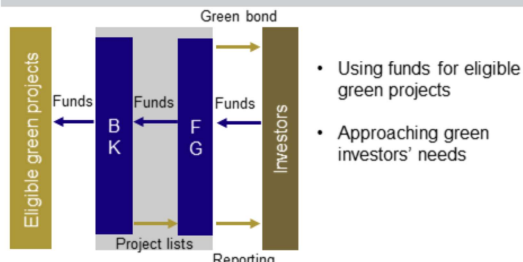 Green bond
Eligible green projects
Funds
B
K
Funds
F
G
Funds
Investors
Project lists
Reporting
• Using funds for eligible
green projects
• Approaching green
investors' needs